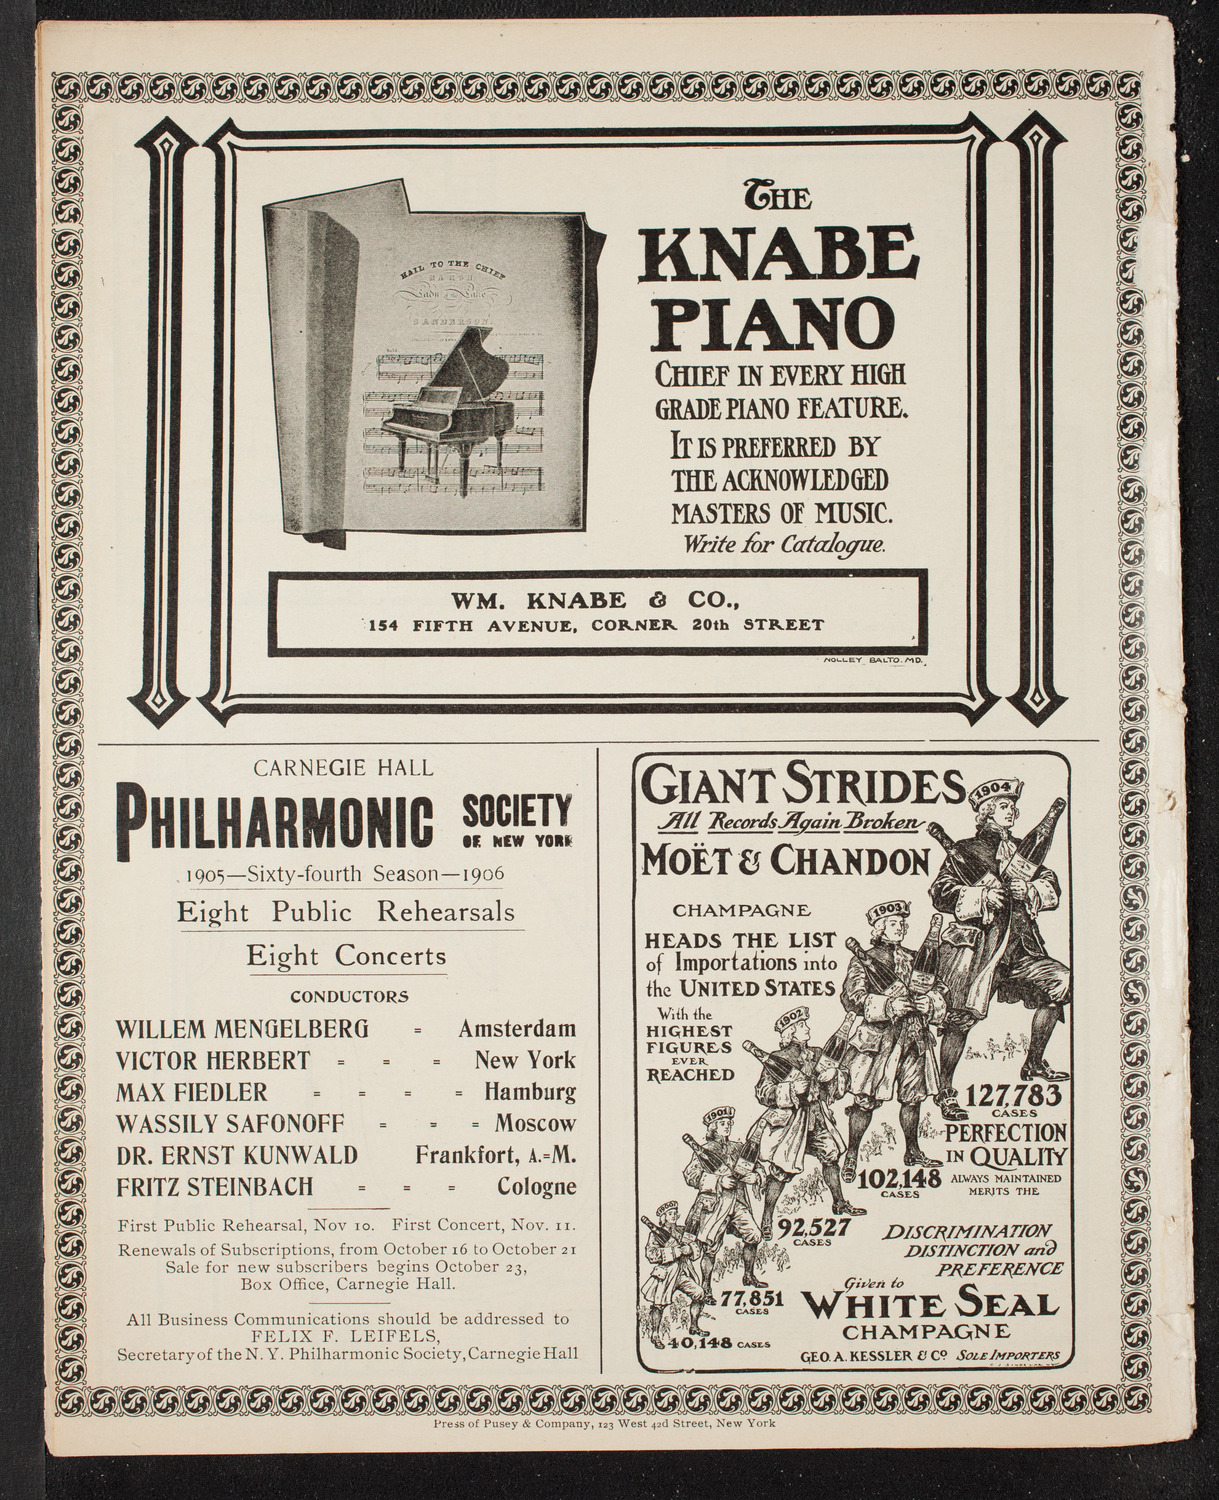 HAIL TO THE CHIEF
MARCH
Lady of the Lake
SANDERSON.
THE
KNABE
PIANO
CHIEF IN EVERY HIGH
GRADE PIANO FEATURE.
IT IS PREFERRED BY
THE ACKNOWLEDGED
MASTERS OF MUSIC.
Write for Catalogue.
WM. KNABE & CO.,
154 FIFTH AVENUE, CORNER 20th STREET
NOLLEY BALTO. MD.
CARNEGIE HALL
PHILHARMONIC SOCIETY
OF NEW YORK
1905—Sixty-fourth Season—1906
Eight Public Rehearsals
Eight Concerts
CONDUCTORS
WILLEM MENGELBERG = Amsterdam
VICTOR HERBERT = = = New York
MAX FIEDLER = = = = Hamburg
WASSILY SAFONOFF = = = Moscow
DR. ERNST KUNWALD Frankfort, A.=M.
FRITZ STEINBACH = = = Cologne
First Public Rehearsal, Nov 10. First Concert, Nov. 11.
Renewals of Subscriptions, from October 16 to October 21
Sale for new subscribers begins October 23,
Box Office, Carnegie Hall.
All Business Communications should be addressed to
FELIX F. LEIFELS,
Secretary of the N. Y. Philharmonic Society, Carnegie Hall
GIANT STRIDES
All Records Again Broken
MOËT & CHANDON
CHAMPAGNE
HEADS THE LIST
of Importations into
the UNITED STATES
With the
HIGHEST
FIGURES
EVER
REACHED
1904
1903
1902
1901
1900
127,783
CASES
102,148
CASES
92,527
CASES
77,851
CASES
40,148 CASES
PERFECTION
IN QUALITY
ALWAYS MAINTAINED
MERITS THE
DISCRIMINATION
DISTINCTION and
PREFERENCE
Given to
WHITE SEAL
CHAMPAGNE
GEO. A. KESSLER & Co. SOLE IMPORTERS
Press of Pusey & Company, 123 West 42d Street, New York